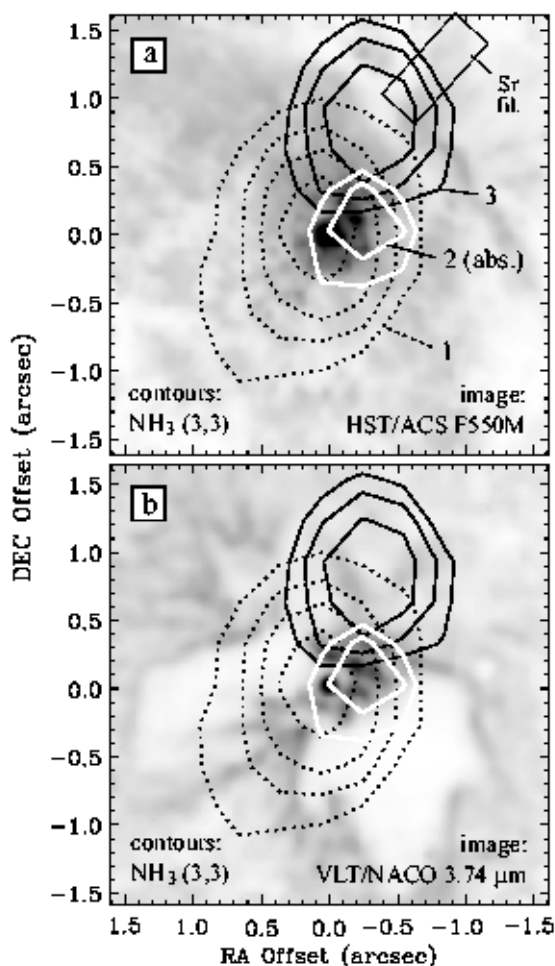 a
Sr
fil.
1.5
1.0
0.5
0.0
-0.5
-1.0
-1.5
3
2 (abs.)
1
contours:
NH₃ (3,3)
image:
HST/ACS F550M
DEC Offset (arcsec)
b
1.5
1.0
0.5
0.0
-0.5
-1.0
-1.5
contours:
NH₃ (3,3)
image:
VLT/NACO 3.74 μm
1.5 1.0 0.5 0.0 -0.5 -1.0 -1.5
RA Offset (arcsec)